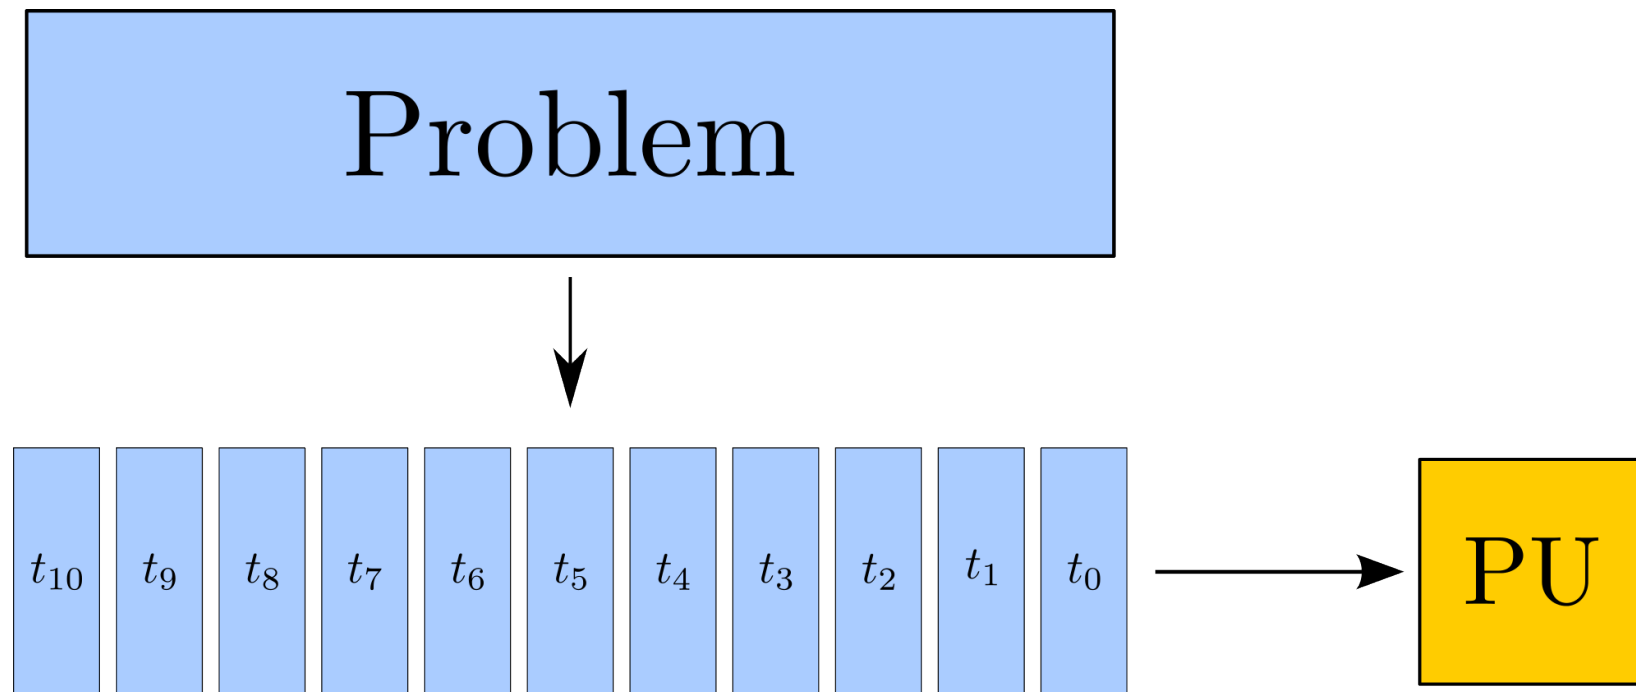 Problem
t₁₀ t₉ t₈ t₇ t₆ t₅ t₄ t₃ t₂ t₁ t₀ PU